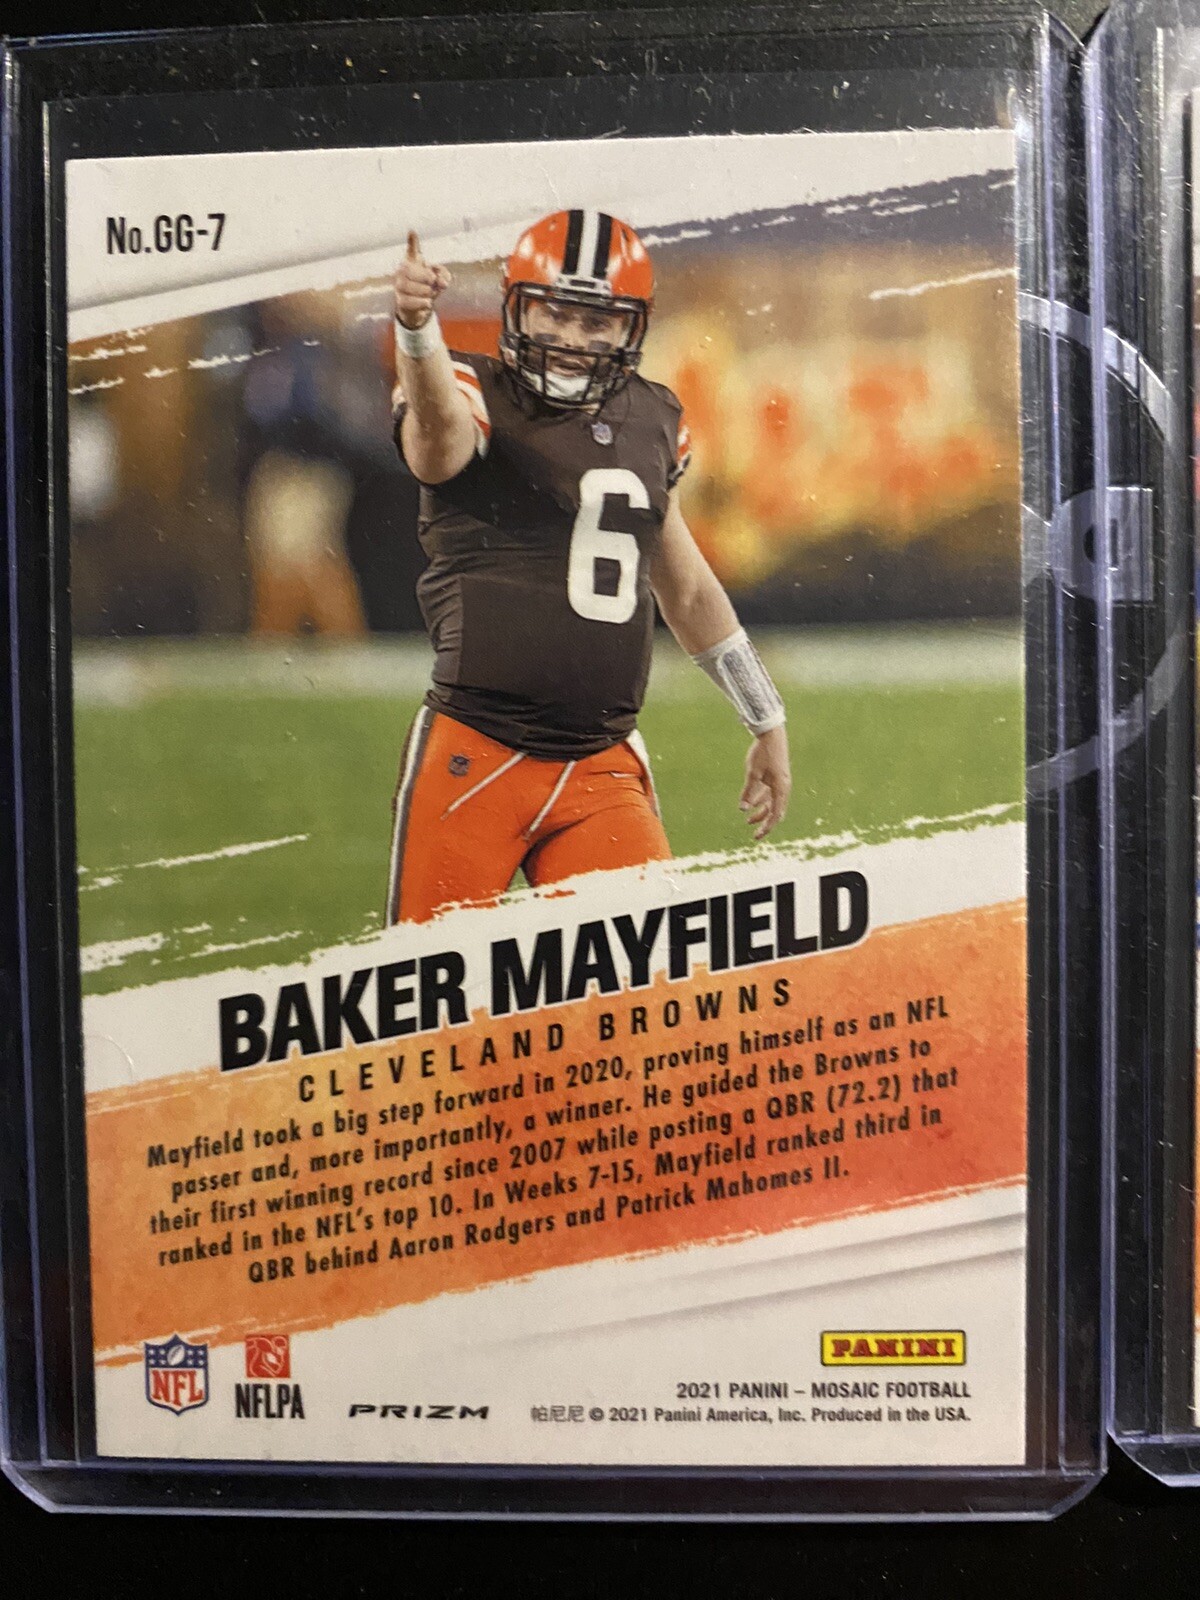 No.GG-7
6
BAKER MAYFIELD
CLEVELAND BROWNS
Mayfield took a big step forward in 2020, proving himself as an NFL
passer and, more importantly, a winner. He guided the Browns to
their first winning record since 2007 while posting a QBR (72.2) that
ranked in the NFL's top 10. In Weeks 7-15, Mayfield ranked third in
QBR behind Aaron Rodgers and Patrick Mahomes II.
NFL
NFLPA
PRIZM
PANINI
2021 PANINI – MOSAIC FOOTBALL
帕尼尼 © 2021 Panini America, Inc. Produced in the USA.